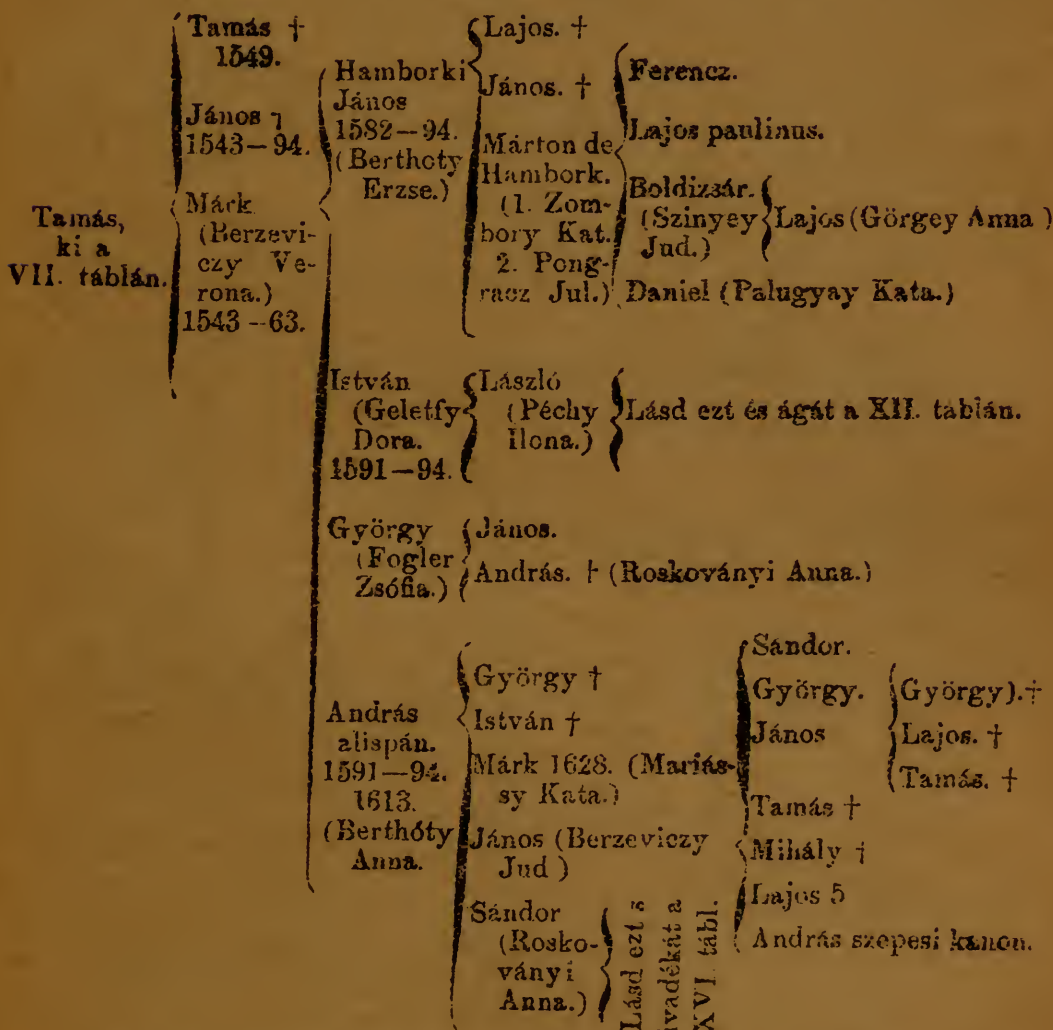 Tamás,
ki a
VII. táblán.
Tamás †
1549.
János ┐
1543–94.
Márk
(Berzevi-
czy Ve-
rona.)
1543–63.
Hamborki
János
1582–94.
(Berthoty
Erzse.)
Lajos. †
János. †
Márton de
Hambork.
(1. Zom-
bory Kat.
2. Pong-
racz Jul.)
Ferencz.
Lajos paulinus.
Boldizsár.
(Szinyey
Jud.)
Lajos (Görgey Anna)
Daniel (Palugyay Kata.)
István
(Geletfy
Dora.
1591–94.
László
(Péchy
Ilona.)
Lásd ezt és ágát a XII. táblán.
György
(Fogler
Zsófia.)
János.
András. † (Roskoványi Anna.)
András
alispán.
1591–94.
1613.
(Berthóty
Anna.
György †
István †
Márk 1628. (Mariás-
sy Kata.)
Sándor.
György.
János
György).†
Lajos. †
Tamás. †
Tamás †
János (Berzeviczy
Jud )
Mihály †
Lajos 5
András szepesi kanon.
Sándor
(Rosko-
ványi
Anna.)
Lásd ezt s
ivadékát a
XVI. tábl.